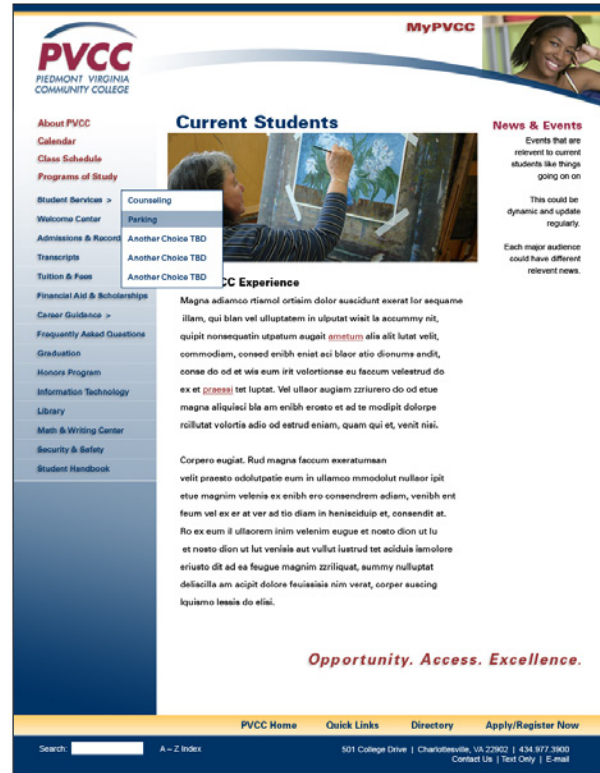 MyPVCC
PVCC
PIEDMONT VIRGINIA
COMMUNITY COLLEGE
About PVCC
Calendar
Class Schedule
Programs of Study
Student Services >
Welcome Center
Admissions & Record
Transcripts
Tuition & Fees
Financial Aid & Scholarships
Career Guidance >
Frequently Asked Questions
Graduation
Honors Program
Information Technology
Library
Math & Writing Center
Security & Safety
Student Handbook
Counseling
Parking
Another Choice TBD
Another Choice TBD
Another Choice TBD
Current Students
CC Experience
Magna adiamco rtismol ortisim dolor suscidunt exerat lor sequame
illam, qui blan vel ulluptatem in ulputat wisit la accummy nit,
quipit nonsequatin utpatum augait ametum alis alit lutat velit,
commodiam, consed enibh eniat aci blaor atio dionums andit,
conse do od et wis eum irit volortionse eu faccum velestrud do
ex et praessi tet luptat. Vel ullaor augiam zzriurero do od etue
magna aliquisci bla am enibh erosto et ad te modipit dolorpe
rcillutat volortis adio od estrud eniam, quam qui et, venit nisi.
Corpero eugiat. Rud magna faccum exeratumsan
velit praesto odolutpatie eum in ullamco mmodolut nullaor ipit
etue magnim velenis ex enibh ero consendrem adiam, venibh ent
feum vel ex er at ver ad tio diam in henisciduip et, consendit at.
Ro ex eum il ullaorem inim velenim eugue et nosto dion ut lu
et nosto dion ut lut venisis aut vullut iustrud tet aciduis ismolore
eriusto dit ad ea feugue magnim zzriliquat, summy nulluptat
deliscilla am acipit dolore feuissisis nim verat, corper suscing
Iquismo lessis do elisi.
News & Events
Events that are
relevent to current
students like things
going on on
This could be
dynamic and update
regularly.
Each major audience
could have different
relevent news.
Opportunity. Access. Excellence.
PVCC Home Quick Links Directory Apply/Register Now
Search: A – Z Index 501 College Drive | Charlottesville, VA 22902 | 434.977.3900
Contact Us | Text Only | E-mail